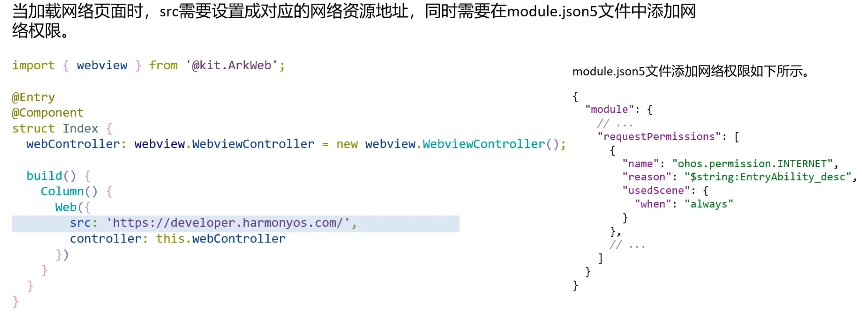 当加载网络页面时，src需要设置成对应的网络资源地址，同时需要在module.json5文件中添加网
络权限。
import { webview } from '@kit.ArkWeb';
@Entry
@Component
struct Index {
  webController: webview.WebviewController = new webview.WebviewController();
  build() {
    Column() {
      Web({
        src: 'https://developer.harmonyos.com/',
        controller: this.webController
      })
    }
  }
}
module.json5文件添加网络权限如下所示。
{
  "module": {
    // ...
    "requestPermissions": [
      {
        "name": "ohos.permission.INTERNET",
        "reason": "$string:EntryAbility_desc",
        "usedScene": {
          "when": "always"
        }
      },
      // ...
    ]
  }
}